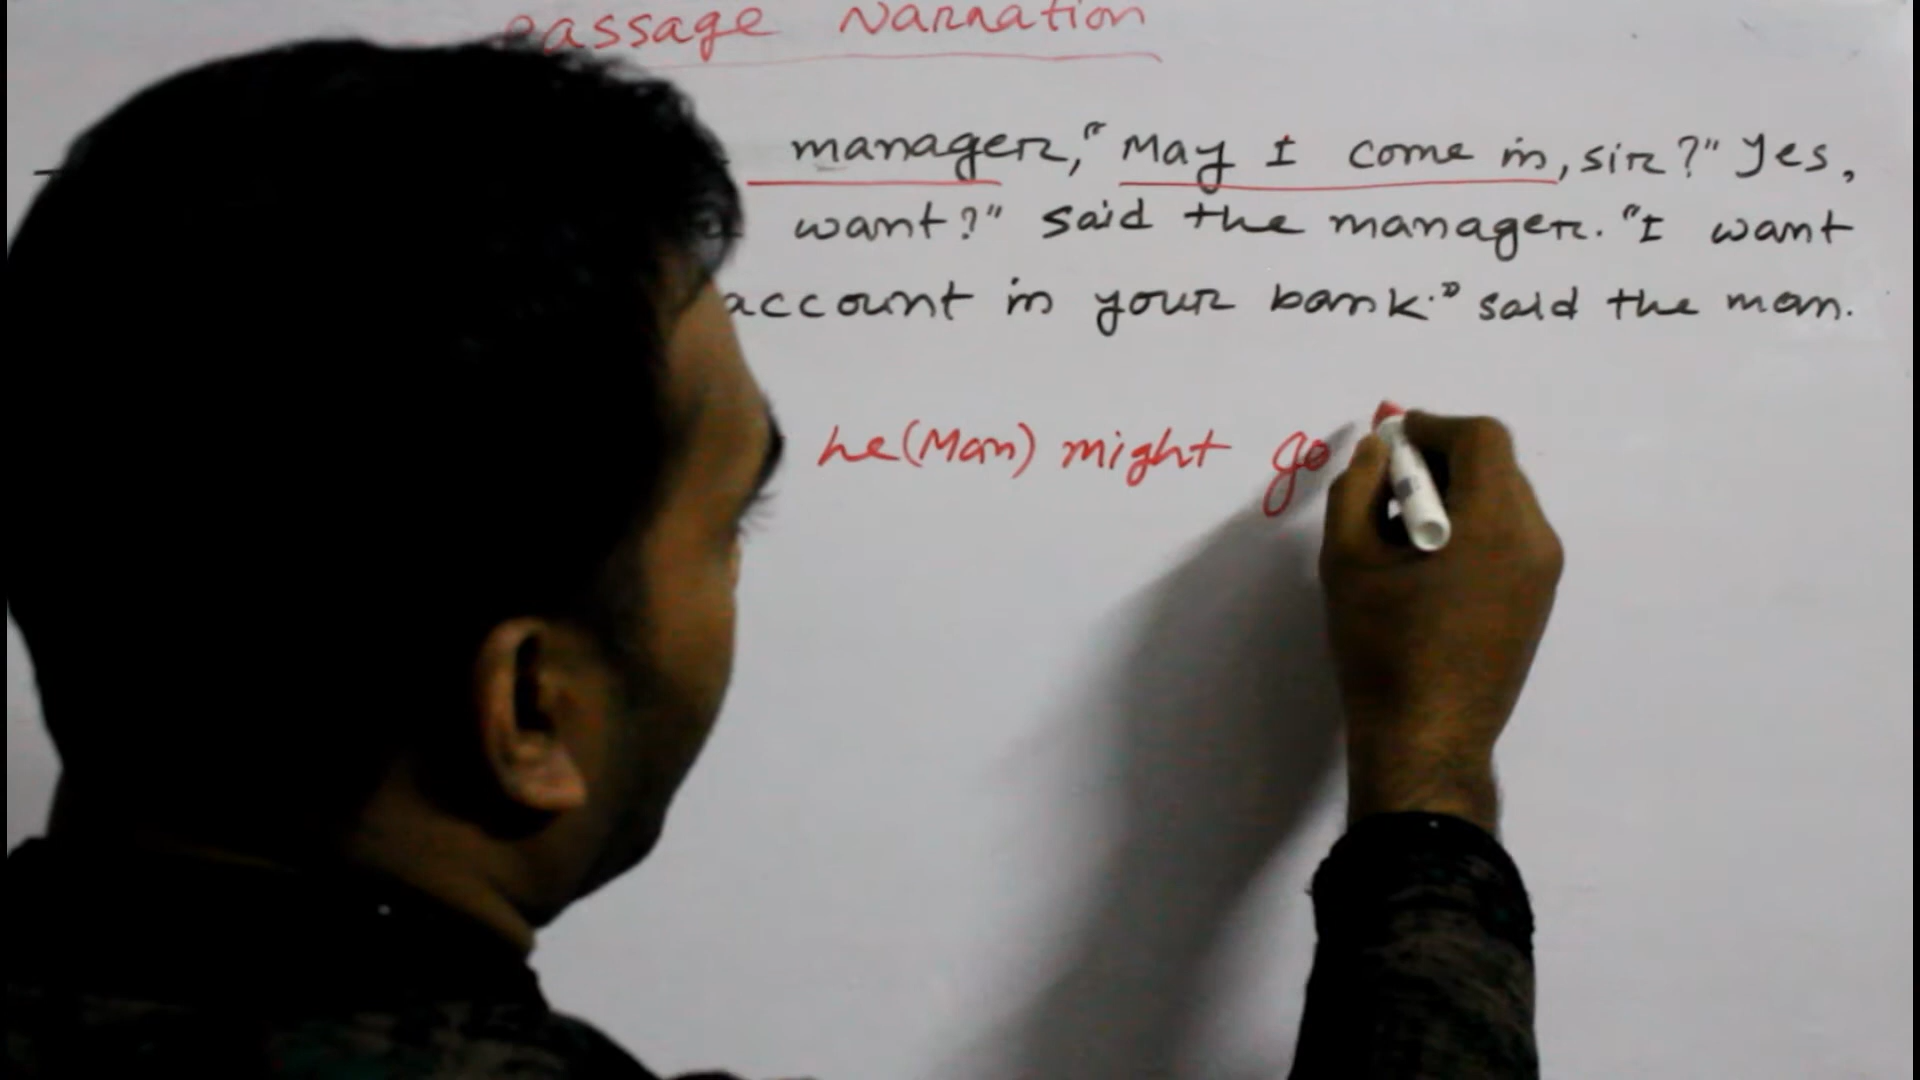 Passage Narration
manager, "May I come in, sir?" Yes,
want?" said the manager. "I want
account in your bank." said the man.
he (Man) might go